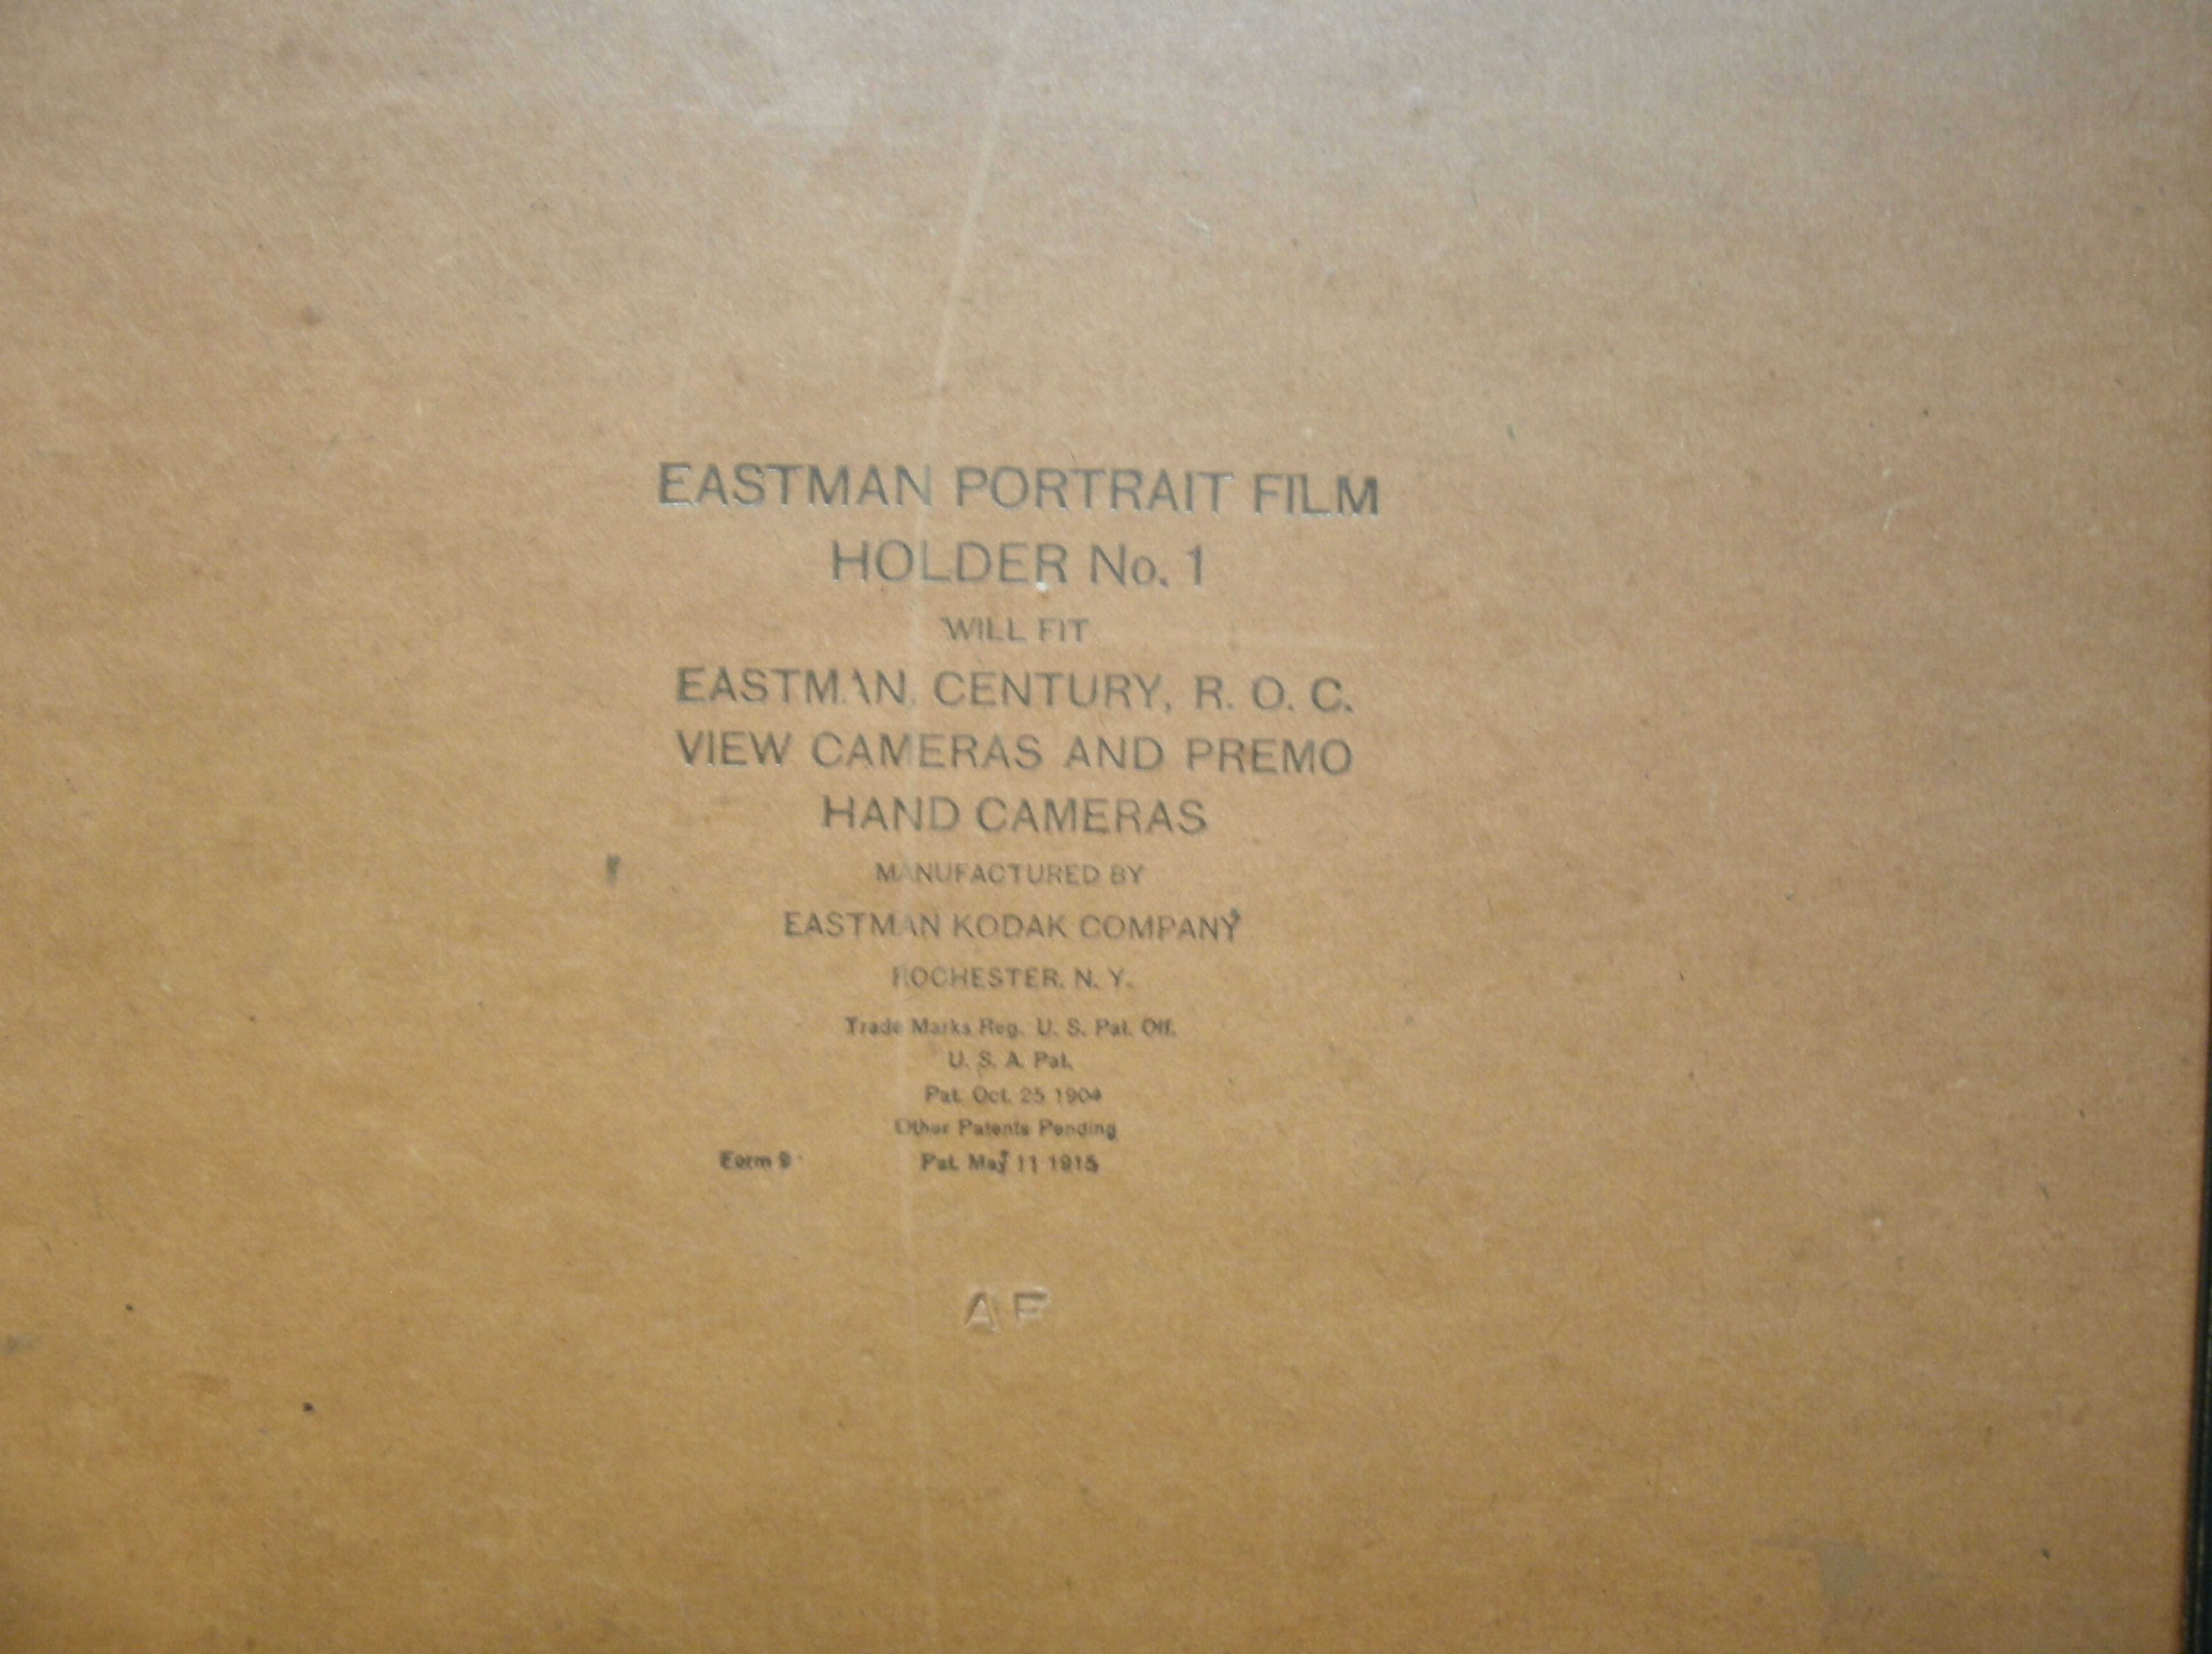 EASTMAN PORTRAIT FILM
HOLDER No. 1
WILL FIT
EASTMAN, CENTURY, R. O. C.
VIEW CAMERAS AND PREMO
HAND CAMERAS
MANUFACTURED BY
EASTMAN KODAK COMPANY
ROCHESTER, N. Y.
Trade Marks Reg. U. S. Pat. Off.
U. S. A. Pat.
Pat. Oct. 25 1904
Other Patents Pending
Form 9 Pat. May 11 1915
A F